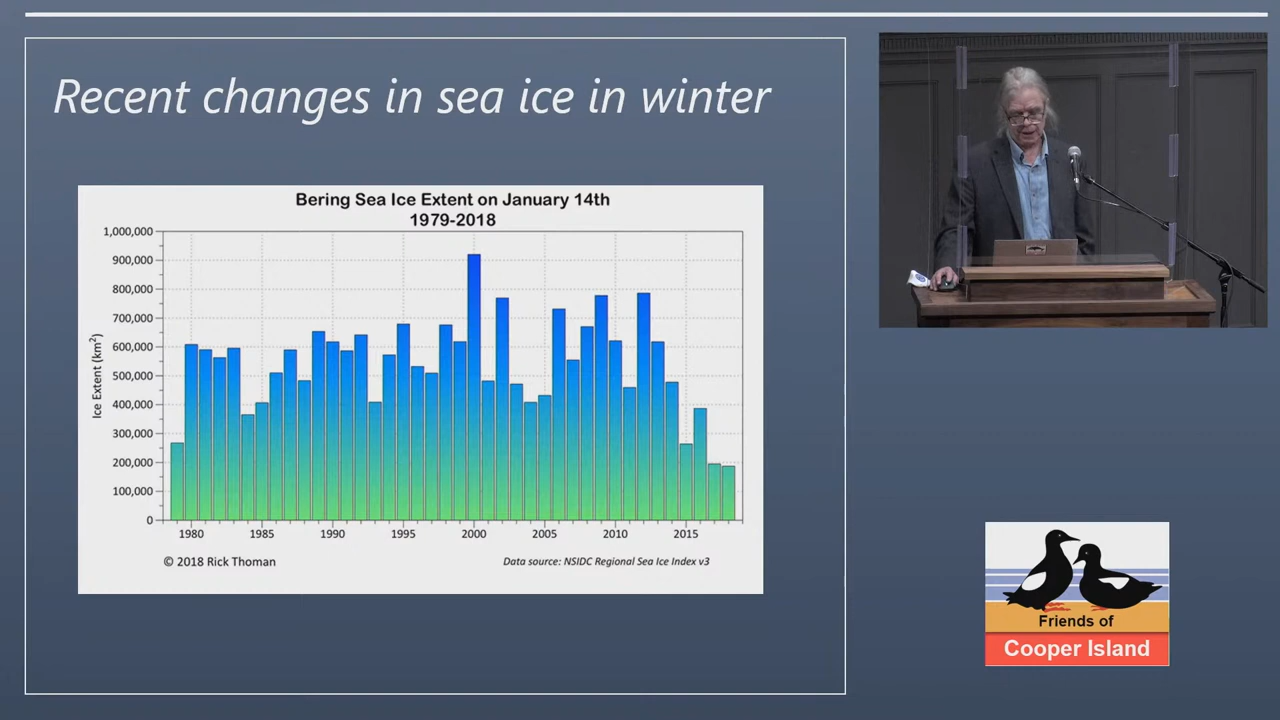 Recent changes in sea ice in winter
Bering Sea Ice Extent on January 14th
1979-2018
Ice Extent (km²)
1,000,000
900,000
800,000
700,000
600,000
500,000
400,000
300,000
200,000
100,000
0
1980 1985 1990 1995 2000 2005 2010 2015
© 2018 Rick Thoman
Data source: NSIDC Regional Sea Ice Index v3
Friends of
Cooper Island